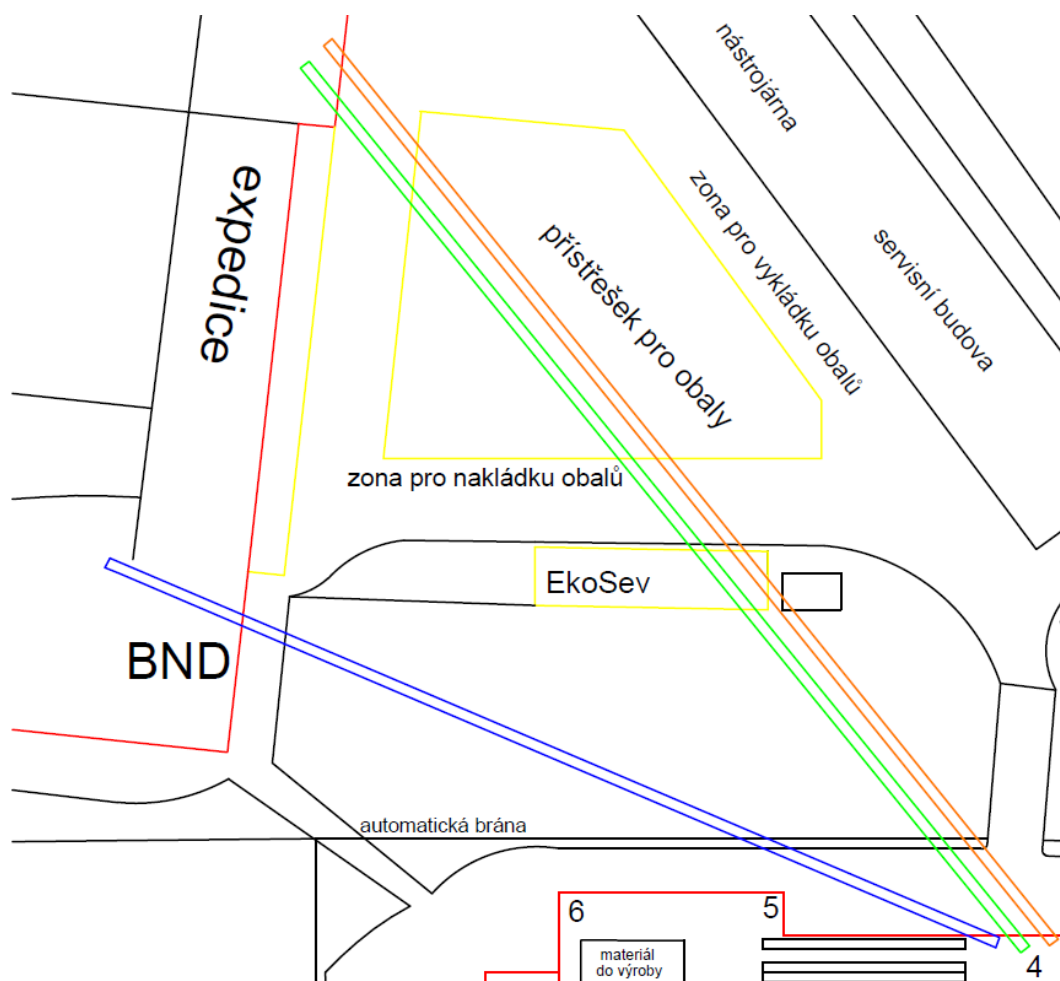 nástrojárna
expedice
zona pro vykládku obalů
servisní budova
přístřešek pro obaly
zona pro nakládku obalů
EkoSev
BND
automatická brána
6
5
materiál
do výroby
4